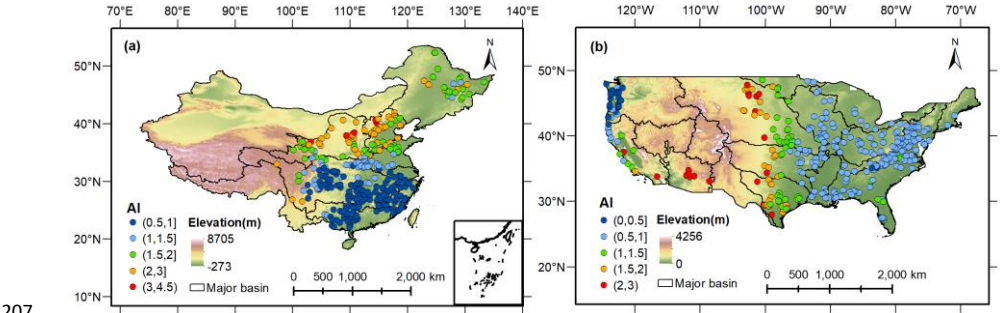 70°E 80°E 90°E 100°E 110°E 120°E 130°E 140°E
(a)
N
50°N
40°N
30°N
20°N
10°N
AI
(0.5,1]
(1,1.5]
(1.5,2]
(2,3]
(3,4.5)
Elevation(m)
8705
-273
Major basin
0 500 1,000 2,000 km
120°W 110°W 100°W 90°W 80°W 70°W
(b)
N
50°N
40°N
30°N
20°N
AI
(0,0.5]
(0.5,1]
(1,1.5]
(1.5,2]
(2,3)
Elevation(m)
4256
0
Major basin
0 500 1,000 2,000 km
207